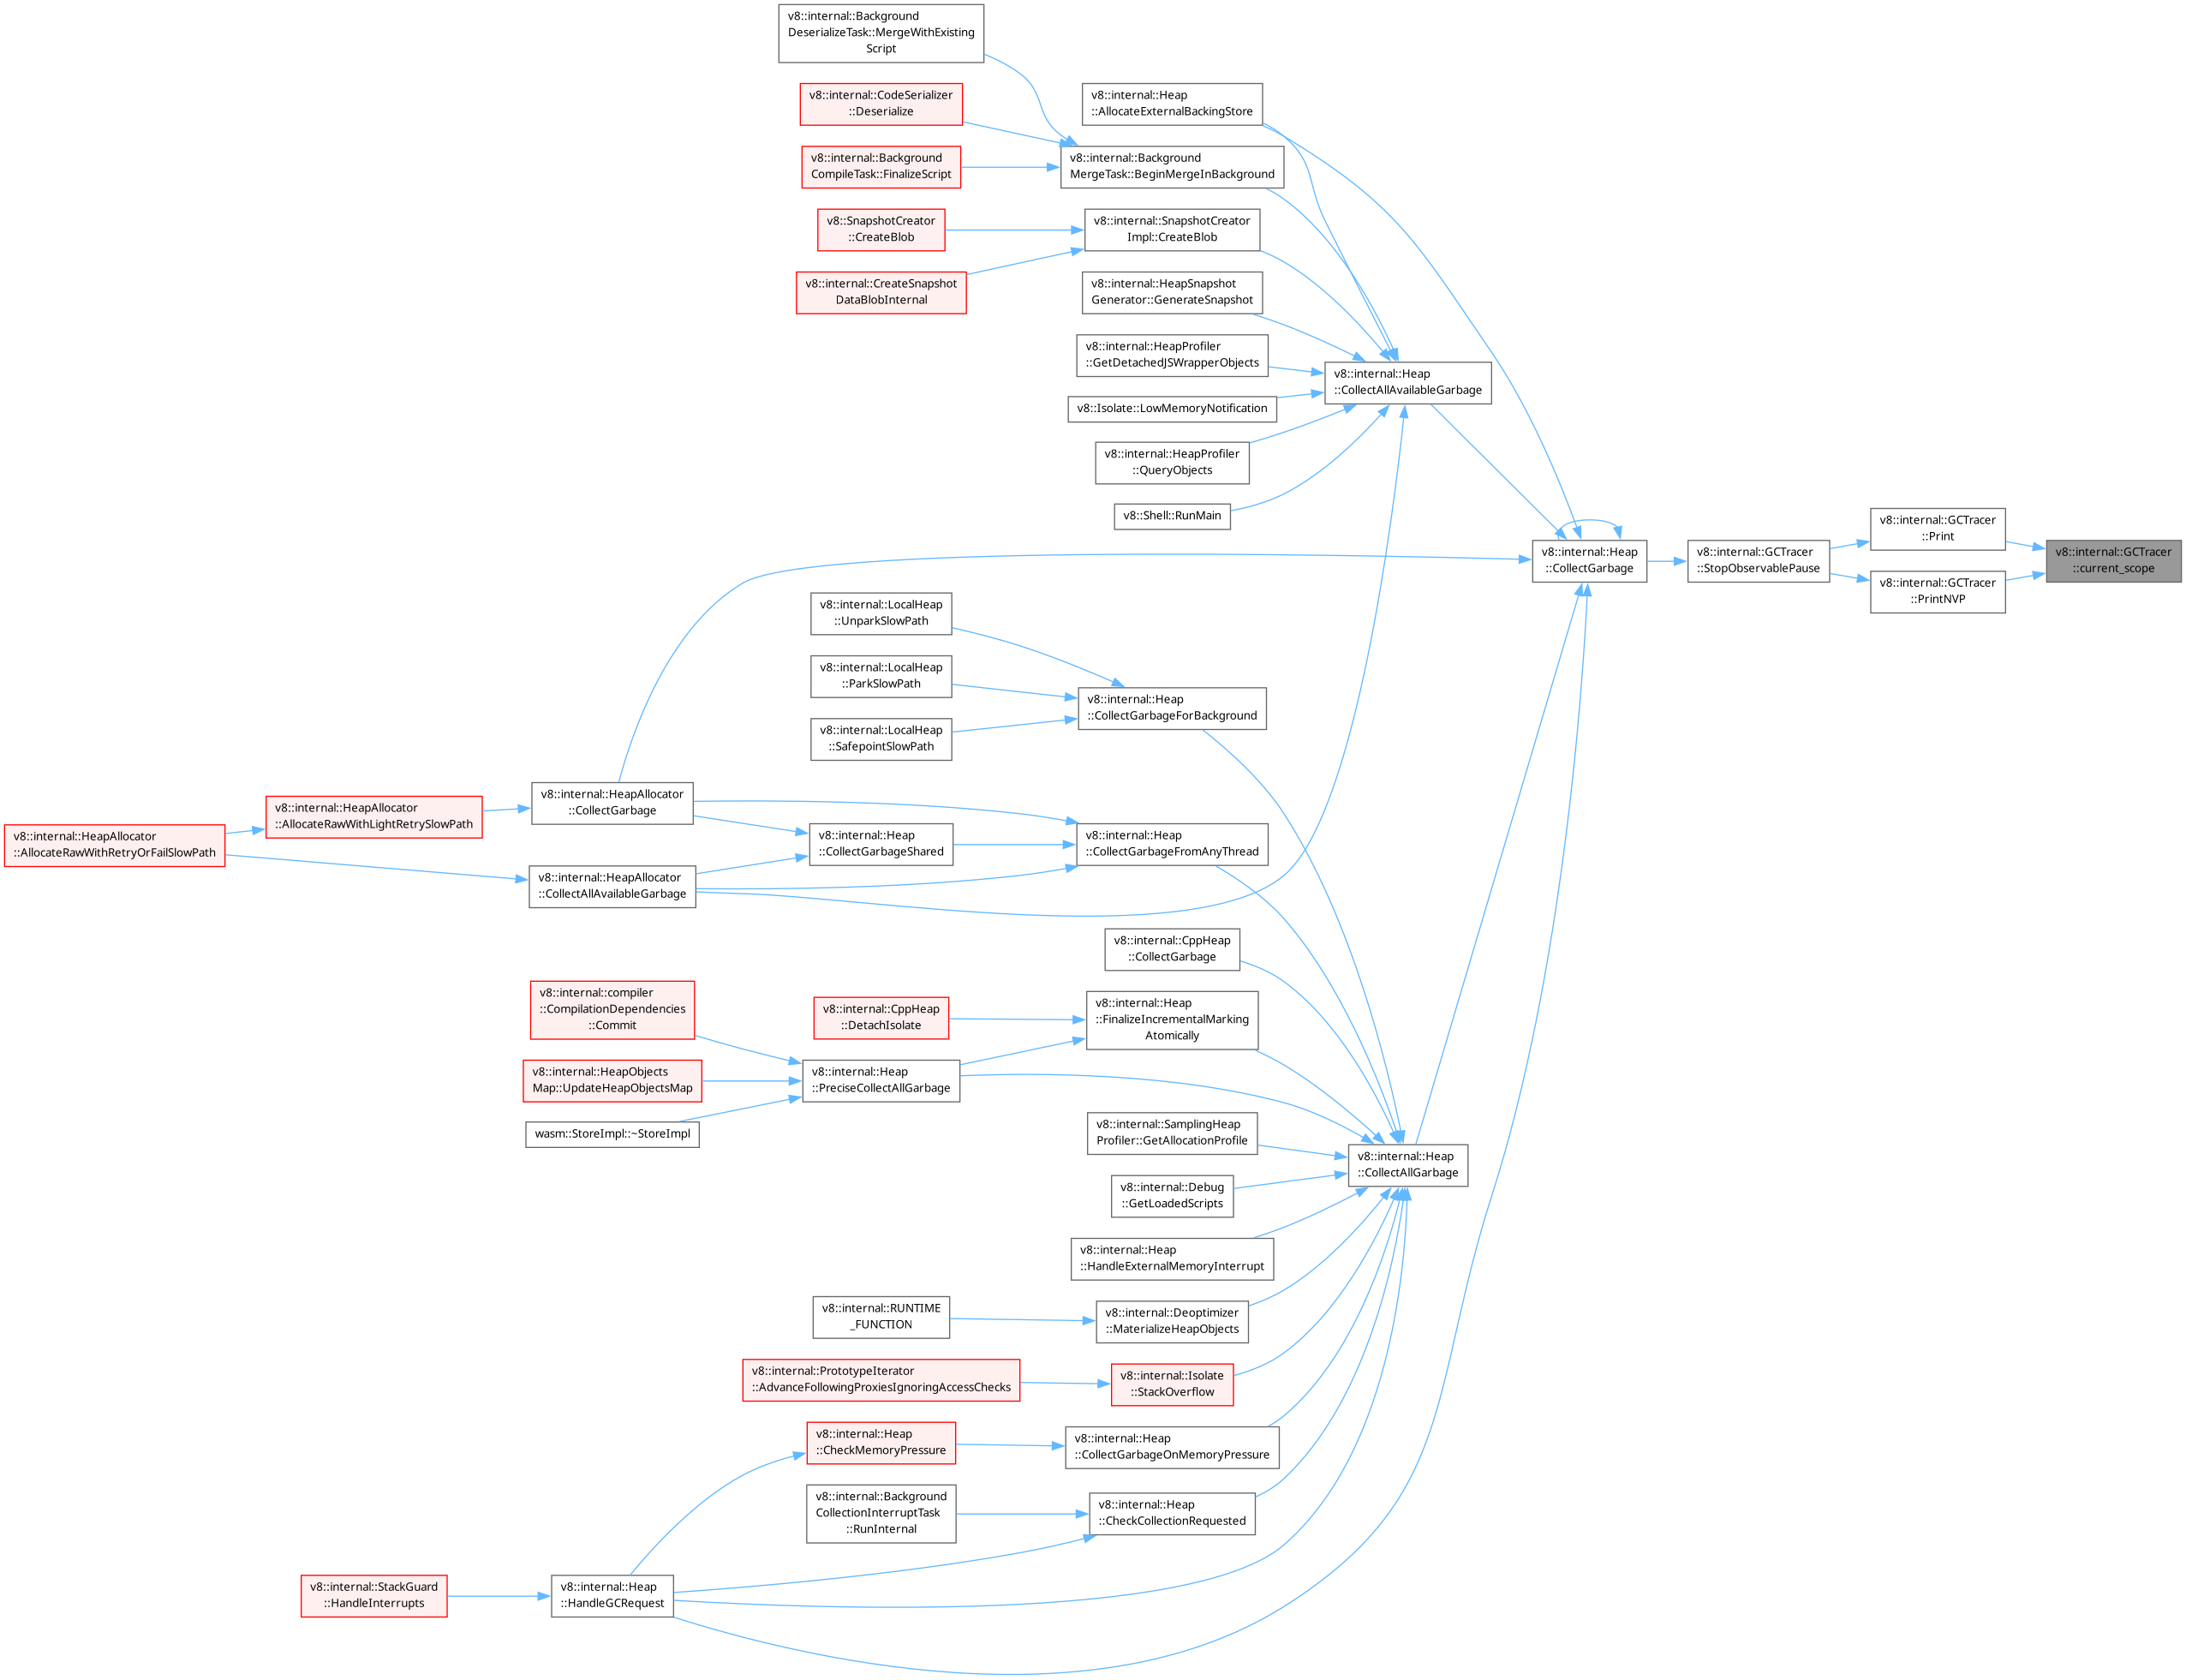 v8::internal::Background
DeserializeTask::MergeWithExisting
Script
v8::internal::CodeSerializer
::Deserialize
v8::internal::Heap
::AllocateExternalBackingStore
v8::internal::Background
CompileTask::FinalizeScript
v8::internal::Background
MergeTask::BeginMergeInBackground
v8::SnapshotCreator
::CreateBlob
v8::internal::SnapshotCreator
Impl::CreateBlob
v8::internal::CreateSnapshot
DataBlobInternal
v8::internal::HeapSnapshot
Generator::GenerateSnapshot
v8::internal::HeapProfiler
::GetDetachedJSWrapperObjects
v8::internal::Heap
::CollectAllAvailableGarbage
v8::Isolate::LowMemoryNotification
v8::internal::HeapProfiler
::QueryObjects
v8::Shell::RunMain
v8::internal::Heap
::CollectGarbage
v8::internal::GCTracer
::StopObservablePause
v8::internal::GCTracer
::Print
v8::internal::GCTracer
::PrintNVP
v8::internal::GCTracer
::current_scope
v8::internal::LocalHeap
::UnparkSlowPath
v8::internal::LocalHeap
::ParkSlowPath
v8::internal::LocalHeap
::SafepointSlowPath
v8::internal::Heap
::CollectGarbageForBackground
v8::internal::HeapAllocator
::AllocateRawWithRetryOrFailSlowPath
v8::internal::HeapAllocator
::AllocateRawWithLightRetrySlowPath
v8::internal::HeapAllocator
::CollectGarbage
v8::internal::Heap
::CollectGarbageShared
v8::internal::Heap
::CollectGarbageFromAnyThread
v8::internal::HeapAllocator
::CollectAllAvailableGarbage
v8::internal::CppHeap
::CollectGarbage
v8::internal::compiler
::CompilationDependencies
::Commit
v8::internal::CppHeap
::DetachIsolate
v8::internal::Heap
::FinalizeIncrementalMarking
Atomically
v8::internal::HeapObjects
Map::UpdateHeapObjectsMap
v8::internal::Heap
::PreciseCollectAllGarbage
wasm::StoreImpl::~StoreImpl
v8::internal::SamplingHeap
Profiler::GetAllocationProfile
v8::internal::Heap
::CollectAllGarbage
v8::internal::Debug
::GetLoadedScripts
v8::internal::Heap
::HandleExternalMemoryInterrupt
v8::internal::RUNTIME
_FUNCTION
v8::internal::Deoptimizer
::MaterializeHeapObjects
v8::internal::PrototypeIterator
::AdvanceFollowingProxiesIgnoringAccessChecks
v8::internal::Isolate
::StackOverflow
v8::internal::Heap
::CheckMemoryPressure
v8::internal::Heap
::CollectGarbageOnMemoryPressure
v8::internal::Background
CollectionInterruptTask
::RunInternal
v8::internal::Heap
::CheckCollectionRequested
v8::internal::StackGuard
::HandleInterrupts
v8::internal::Heap
::HandleGCRequest